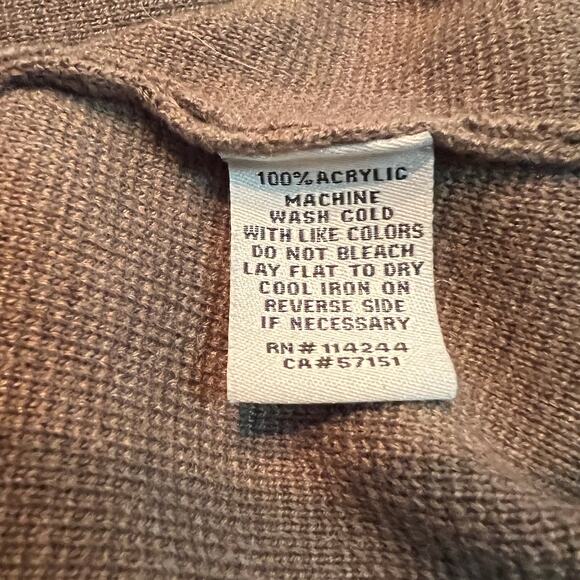 100% ACRYLIC
MACHINE
WASH COLD
WITH LIKE COLORS
DO NOT BLEACH
LAY FLAT TO DRY
COOL IRON ON
REVERSE SIDE
IF NECESSARY
RN# 114244
CA#57151